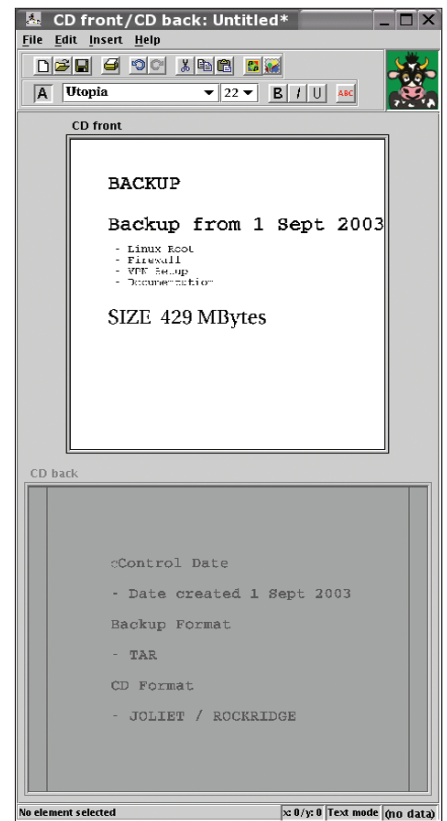 CD front/CD back: Untitled*
File Edit Insert Help
A Utopia 22 B I U ABC
CD front
BACKUP
Backup from 1 Sept 2003
- Linux Root
- Firewall
- VPN Setup
- Documentation
SIZE 429 MBytes
CD back
cControl Date
- Date created 1 Sept 2003
Backup Format
- TAR
CD Format
- JOLIET / ROCKRIDGE
No element selected x: 0/y: 0 Text mode (no data)